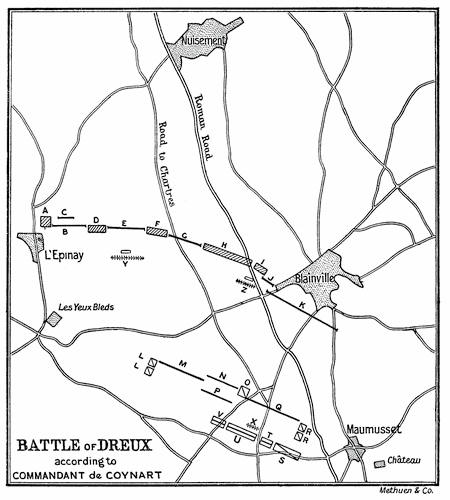 Nuisement
Road to Chartres
Roman Road
A
C
B
D
E
F
G
H
I
J
L'Epinay
Y
Z
Blainville
K
Les Yeux Bleds
L
L
M
N
O
P
Q
R
R
V
X
U
T
S
Maumusset
Château
BATTLE OF DREUX
according to
COMMANDANT de COYNART
Methuen & Co.